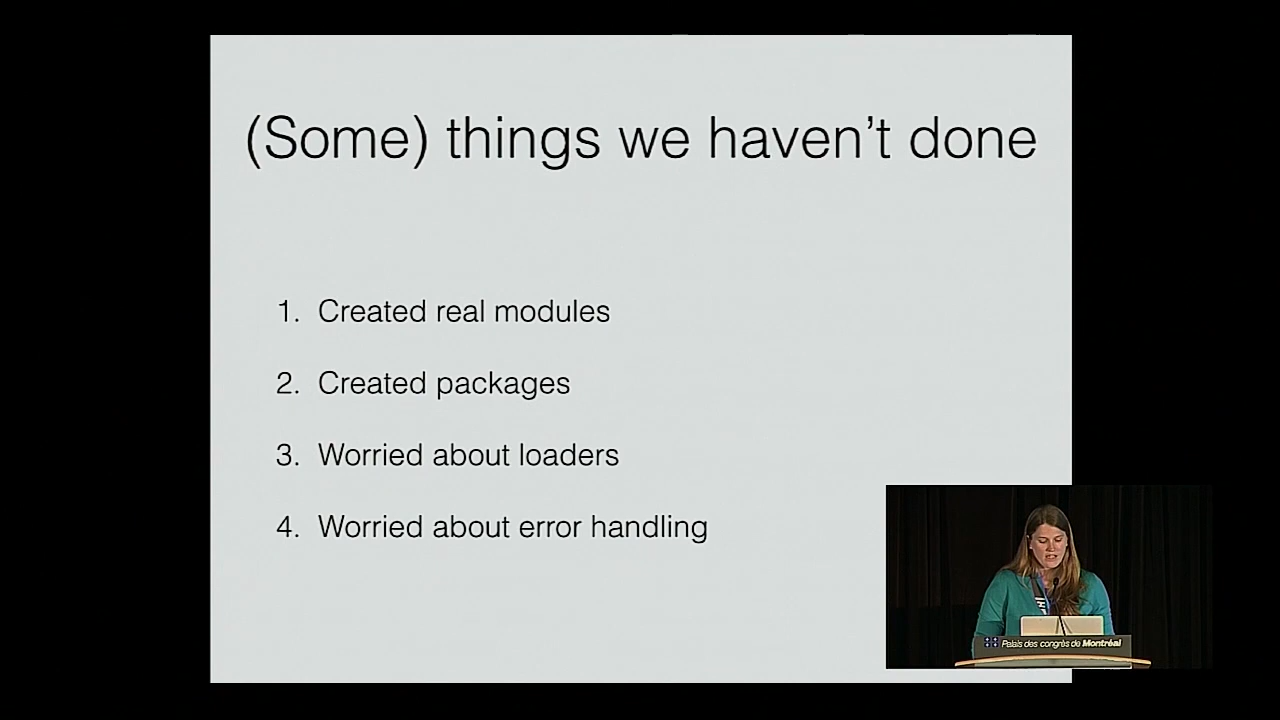 (Some) things we haven't done
1. Created real modules
2. Created packages
3. Worried about loaders
4. Worried about error handling
Palais des congrès de Montréal